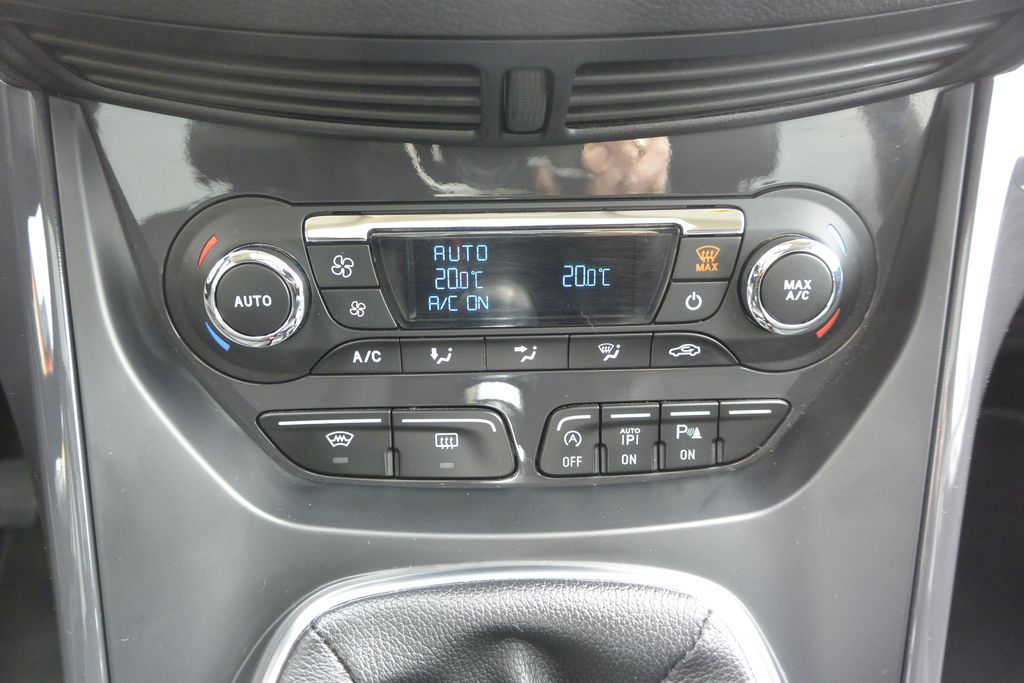 AUTO
20.0°C 20.0°C
A/C ON
MAX
AUTO
MAX
A/C
A/C
A
OFF
AUTO
P
ON
P
ON